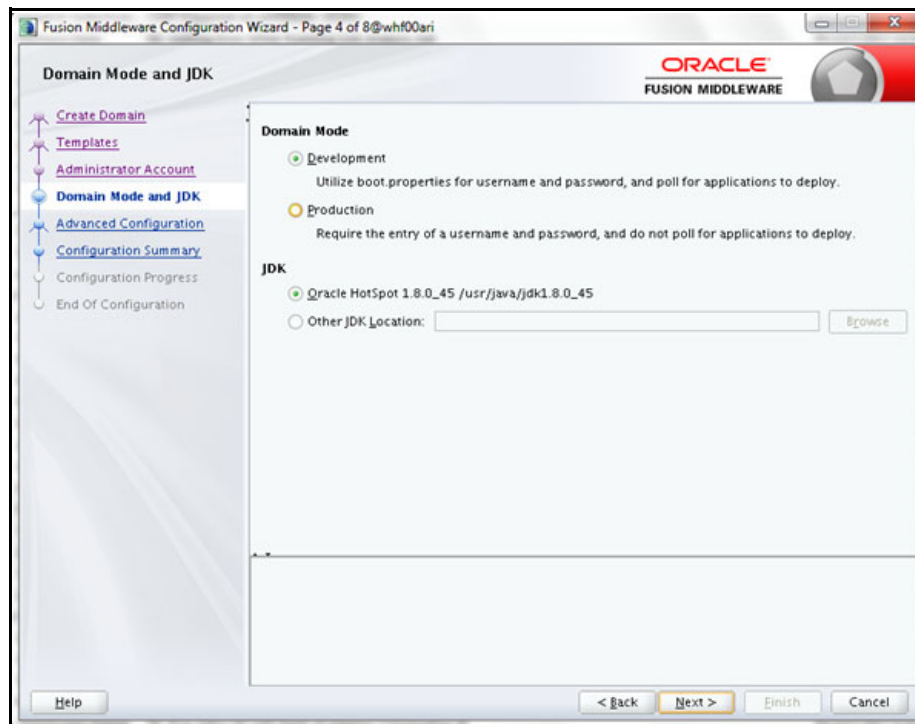 Fusion Middleware Configuration Wizard - Page 4 of 8@whf00ari
Domain Mode and JDK
ORACLE
FUSION MIDDLEWARE
Create Domain
Templates
Administrator Account
Domain Mode and JDK
Advanced Configuration
Configuration Summary
Configuration Progress
End Of Configuration
Domain Mode
Development
Utilize boot.properties for username and password, and poll for applications to deploy.
Production
Require the entry of a username and password, and do not poll for applications to deploy.
JDK
Oracle HotSpot 1.8.0_45 /usr/java/jdk1.8.0_45
Other JDK Location:
Browse
Help
< Back
Next >
Finish
Cancel